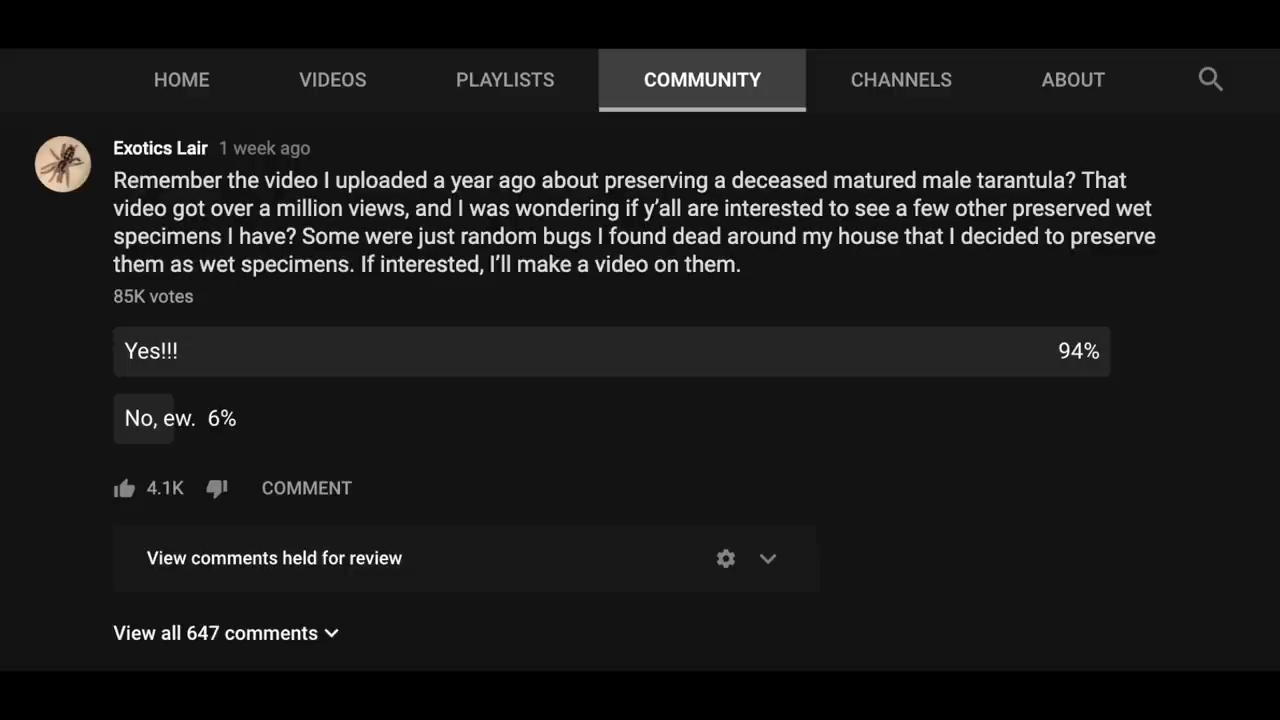 HOME VIDEOS PLAYLISTS COMMUNITY CHANNELS ABOUT
Exotics Lair 1 week ago
Remember the video I uploaded a year ago about preserving a deceased matured male tarantula? That
video got over a million views, and I was wondering if y’all are interested to see a few other preserved wet
specimens I have? Some were just random bugs I found dead around my house that I decided to preserve
them as wet specimens. If interested, I’ll make a video on them.
85K votes
Yes!!! 94%
No, ew. 6%
4.1K COMMENT
View comments held for review
View all 647 comments